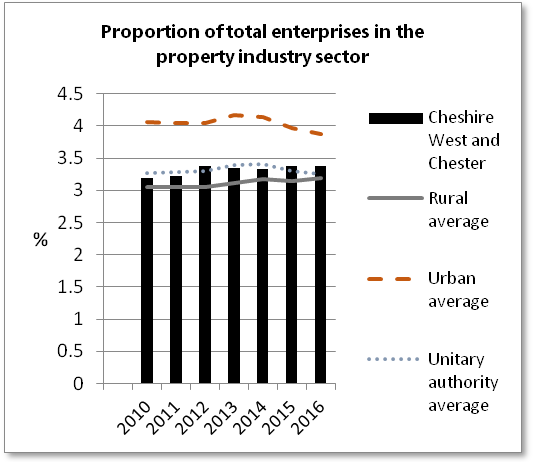 Proportion of total enterprises in the
property industry sector
4.5
4
3.5
3
2.5
2
1.5
1
0.5
0
%
2010
2011
2012
2013
2014
2015
2016
Cheshire
West and
Chester
Rural
average
Urban
average
Unitary
authority
average